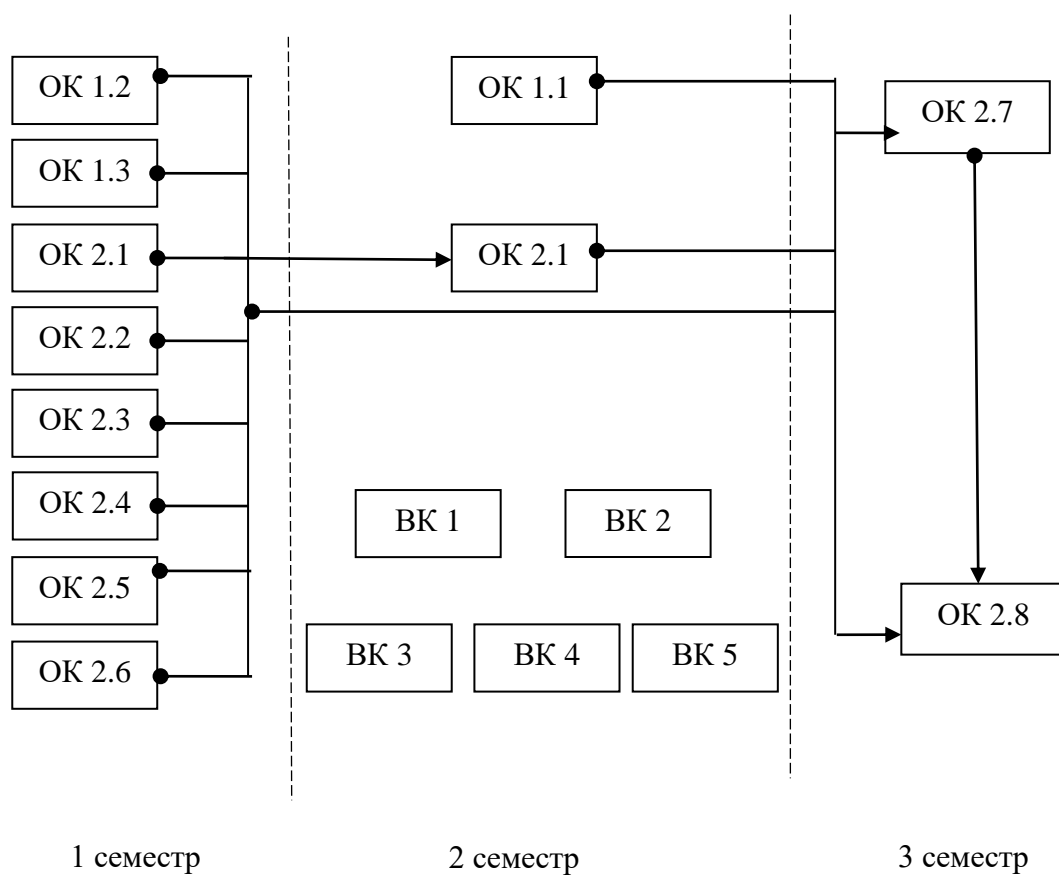 ОК 1.2
ОК 1.3
ОК 2.1
ОК 2.2
ОК 2.3
ОК 2.4
ОК 2.5
ОК 2.6
1 семестр
ОК 1.1
ОК 2.1
ВК 1
ВК 2
ВК 3
ВК 4
ВК 5
2 семестр
ОК 2.7
ОК 2.8
3 семестр